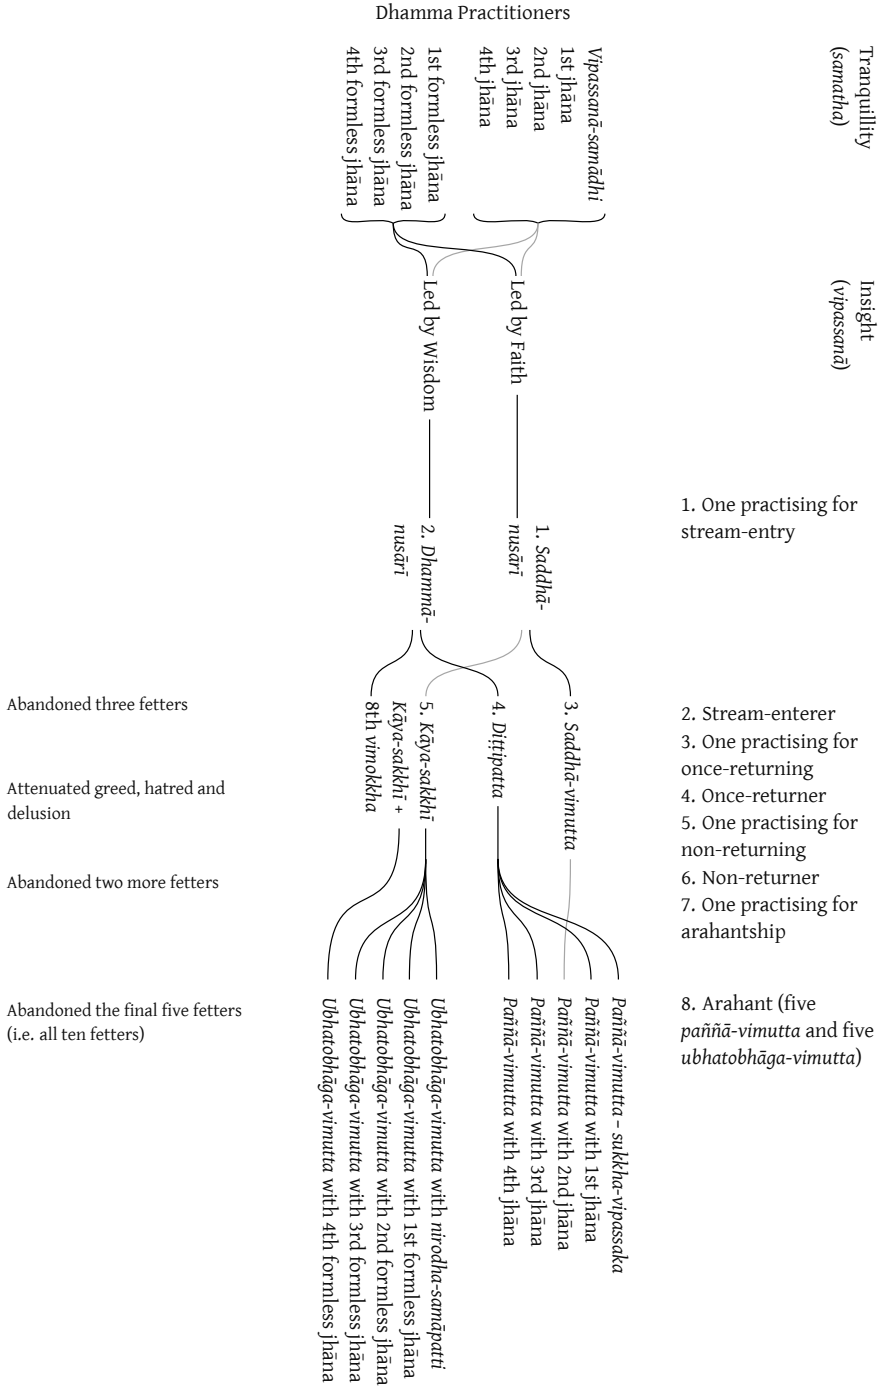 Dhamma Practitioners
Tranquillity
(samatha)
Vipassanā-samādhi
1st jhāna
2nd jhāna
3rd jhāna
4th jhāna
1st formless jhāna
2nd formless jhāna
3rd formless jhāna
4th formless jhāna
Insight
(vipassanā)
Led by Faith
Led by Wisdom
1. One practising for
stream-entry
1. Saddhā-
nusārī
2. Dhammā-
nusārī
Abandoned three fetters
Attenuated greed, hatred and
delusion
Abandoned two more fetters
2. Stream-enterer
3. One practising for
once-returning
4. Once-returner
5. One practising for
non-returning
6. Non-returner
7. One practising for
arahantship
3. Saddhā-vimutta
4. Diṭṭipatta
5. Kāya-sakkhī
Kāya-sakkhī +
8th vimokkha
Abandoned the final five fetters
(i.e. all ten fetters)
8. Arahant (five
paññā-vimutta and five
ubhatobhāga-vimutta)
Paññā-vimutta – sukkha-vipassaka
Paññā-vimutta with 1st jhāna
Paññā-vimutta with 2nd jhāna
Paññā-vimutta with 3rd jhāna
Paññā-vimutta with 4th jhāna
Ubhatobhāga-vimutta with nirodha-samāpatti
Ubhatobhāga-vimutta with 1st formless jhāna
Ubhatobhāga-vimutta with 2nd formless jhāna
Ubhatobhāga-vimutta with 3rd formless jhāna
Ubhatobhāga-vimutta with 4th formless jhāna